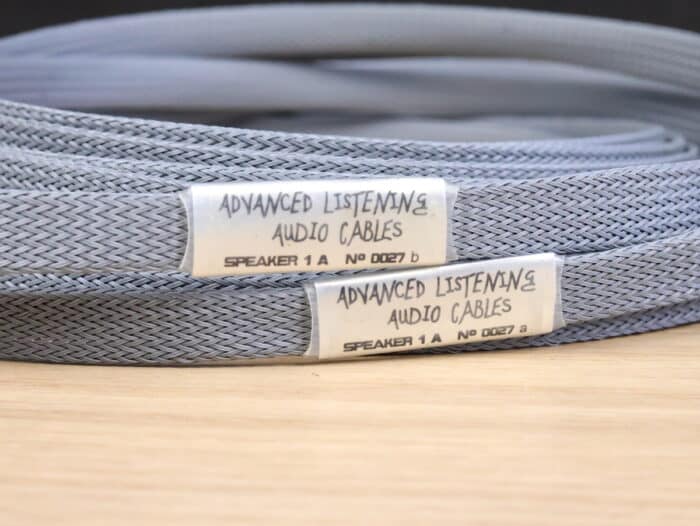 ADVANCED LISTENING
AUDIO CABLES
SPEAKER 1 A Nº 0027 b
ADVANCED LISTENING
AUDIO CABLES
SPEAKER 1 A Nº 0027 a